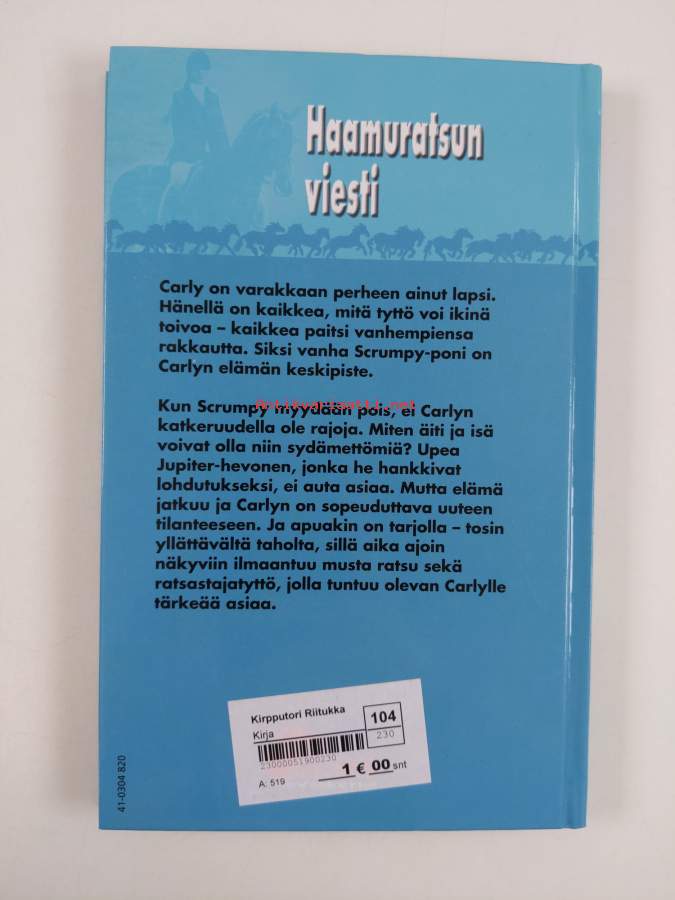 Haamuratsun
viesti
Carly on varakkaan perheen ainut lapsi.
Hänellä on kaikkea, mitä tyttö voi ikinä
toivoa – kaikkea paitsi vanhempiensa
rakkautta. Siksi vanha Scrumpy-poni on
Carlyn elämän keskipiste.
Antikvariaatti.net
Kun Scrumpy myydään pois, ei Carlyn
katkeruudella ole rajoja. Miten äiti ja isä
voivat olla niin sydämettömiä? Upea
Jupiter-hevonen, jonka he hankkivat
lohdutukseksi, ei auta asiaa. Mutta elämä
jatkuu ja Carlyn on sopeuduttava uuteen
tilanteeseen. Ja apuakin on tarjolla – tosin
yllättävältä taholta, sillä aika ajoin
näkyviin ilmaantuu musta ratsu sekä
ratsastajatyttö, jolla tuntuu olevan Carlylle
tärkeää asiaa.
Kirpputori Riitukka
Kirja
104
230
23000051900230
A: 519
1 € 00 snt
41-0304 820